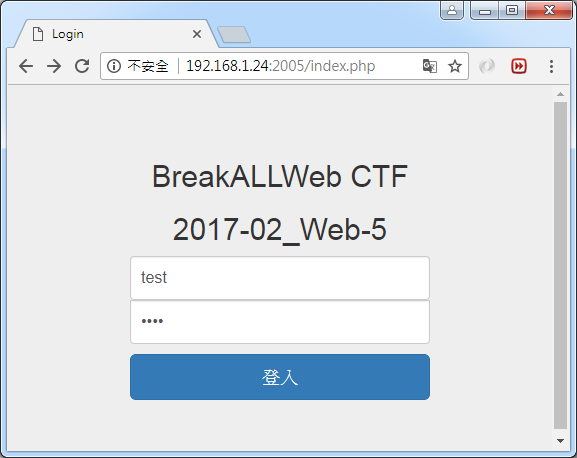 Login
不安全 192.168.1.24:2005/index.php
BreakALLWeb CTF
2017-02_Web-5
test
••••
登入